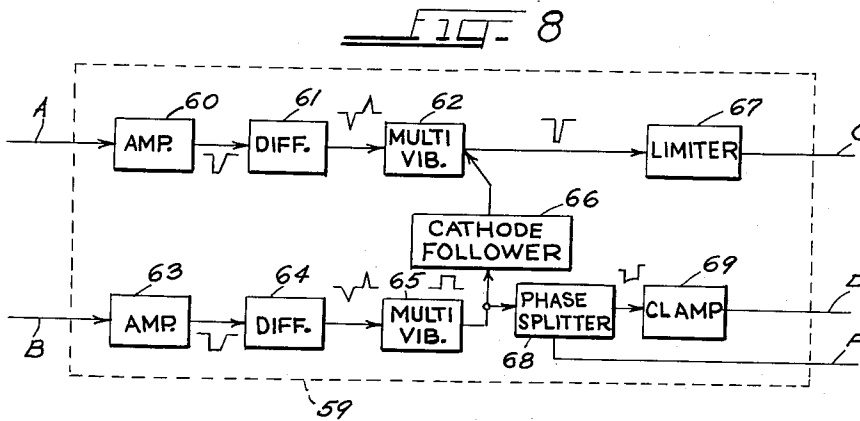 FIG. 8
A
60
AMP.
61
DIFF.
62
MULTI
VIB.
67
LIMITER
66
CATHODE
FOLLOWER
B
63
AMP.
64
DIFF.
65
MULTI
VIB.
PHASE
SPLITTER
68
69
CLAMP
59